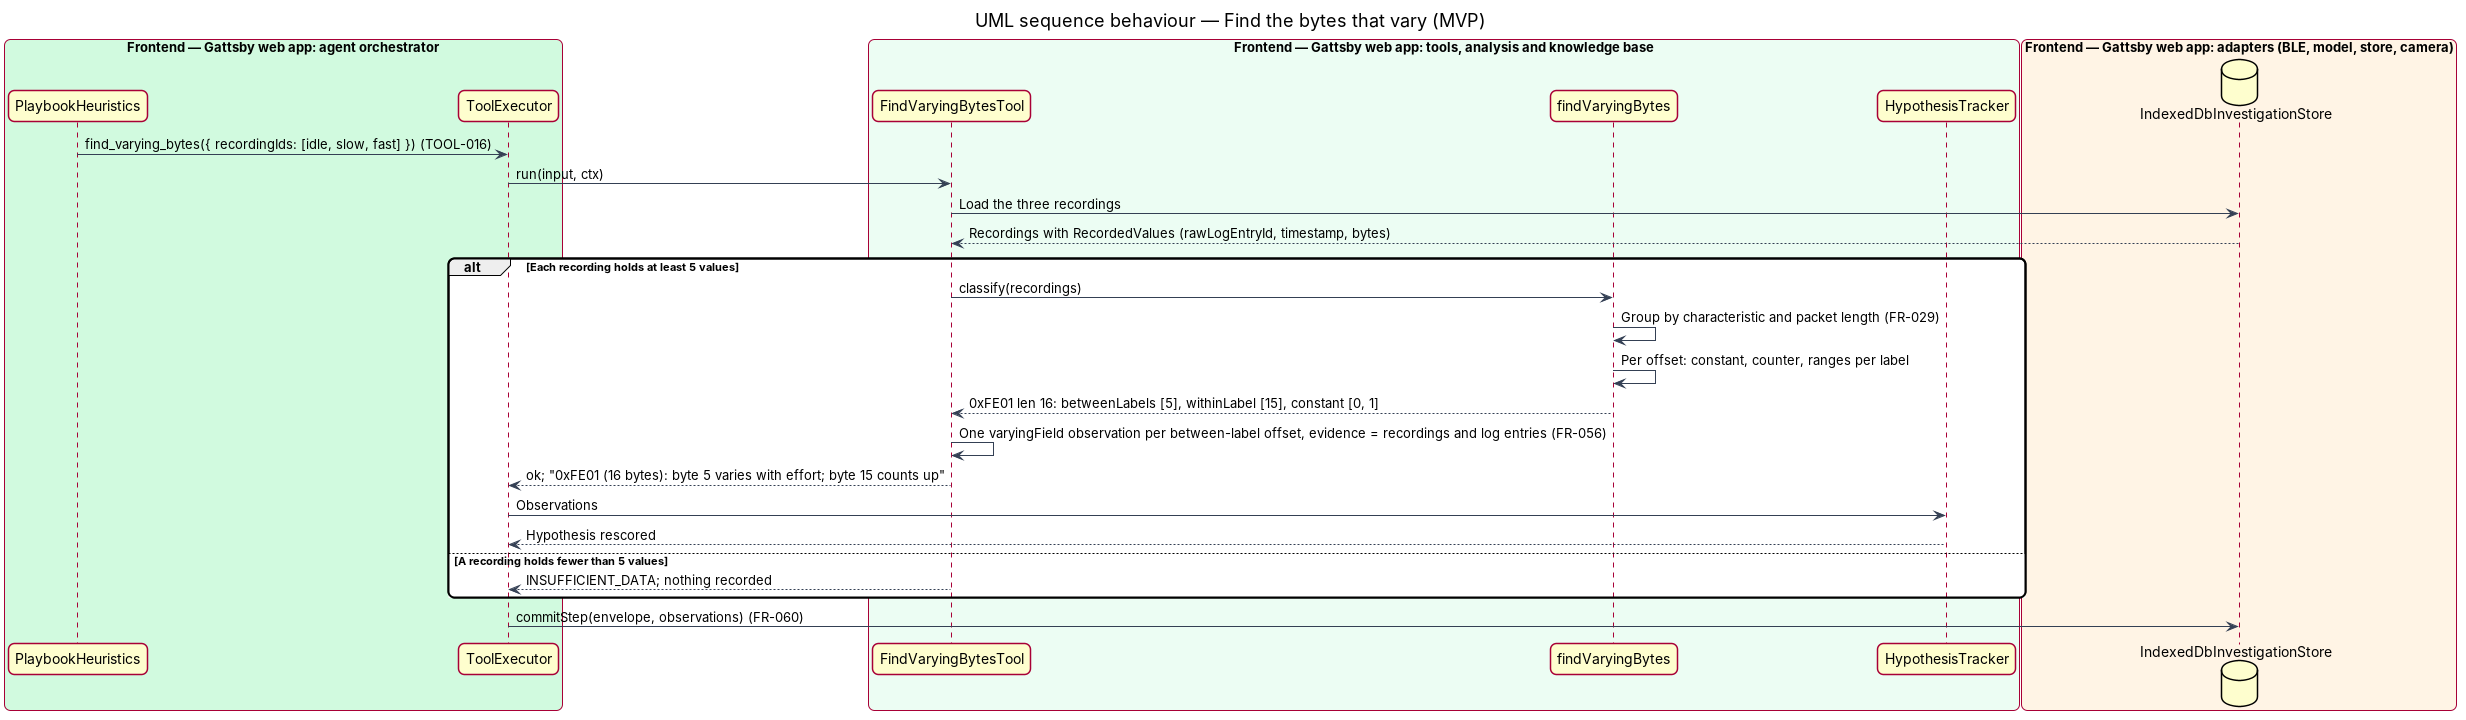 UML sequence behaviour — Find the bytes that vary (MVP)
Frontend — Gattsby web app: agent orchestrator
Frontend — Gattsby web app: tools, analysis and knowledge base
Frontend — Gattsby web app: adapters (BLE, model, store, camera)
PlaybookHeuristics
ToolExecutor
FindVaryingBytesTool
findVaryingBytes
HypothesisTracker
IndexedDbInvestigationStore
find_varying_bytes({ recordingIds: [idle, slow, fast] }) (TOOL-016)
run(input, ctx)
Load the three recordings
Recordings with RecordedValues (rawLogEntryId, timestamp, bytes)
alt
[Each recording holds at least 5 values]
classify(recordings)
Group by characteristic and packet length (FR-029)
Per offset: constant, counter, ranges per label
0xFE01 len 16: betweenLabels [5], withinLabel [15], constant [0, 1]
One varyingField observation per between-label offset, evidence = recordings and log entries (FR-056)
ok; "0xFE01 (16 bytes): byte 5 varies with effort; byte 15 counts up"
Observations
Hypothesis rescored
[A recording holds fewer than 5 values]
INSUFFICIENT_DATA; nothing recorded
commitStep(envelope, observations) (FR-060)
PlaybookHeuristics
ToolExecutor
FindVaryingBytesTool
findVaryingBytes
HypothesisTracker
IndexedDbInvestigationStore